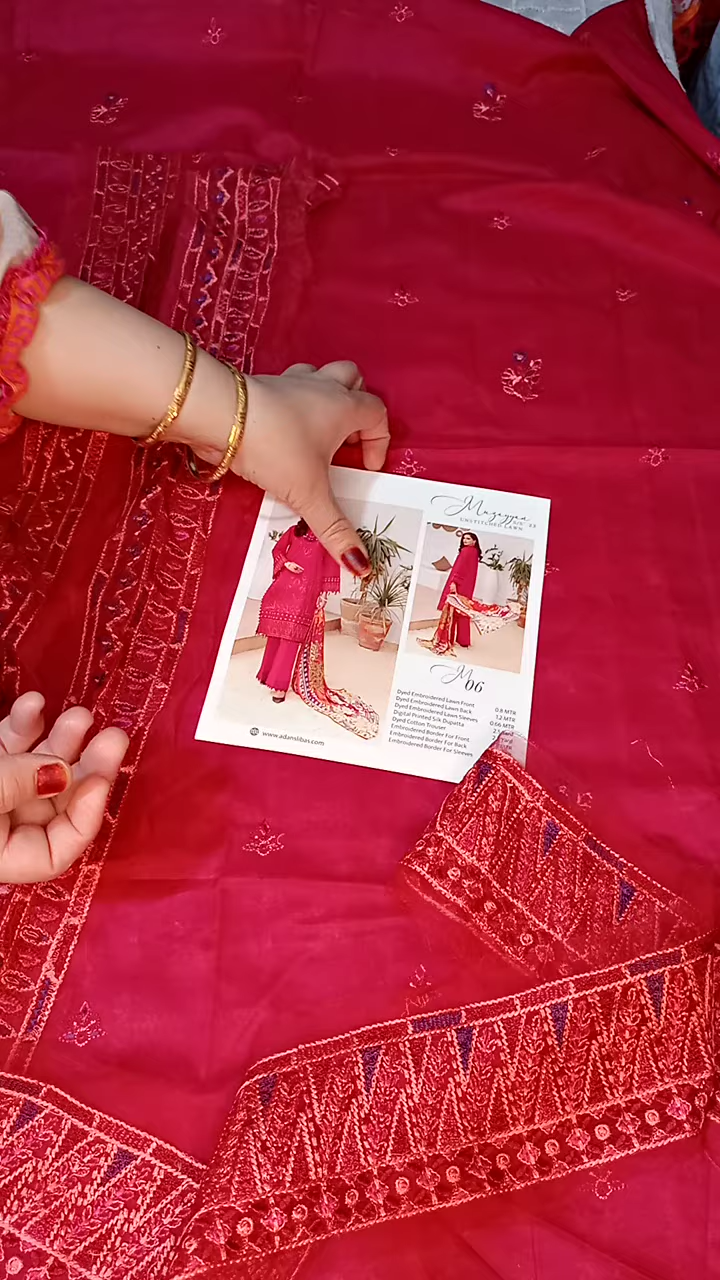 Muzayyan
UNSTITCHED LAWN
M
06
Dyed Embroidered Lawn Front 0.8 MTR
Dyed Embroidered Lawn Back 1.2 MTR
Dyed Embroidered Lawn Sleeves 0.66 MTR
Digital Printed Silk Dupatta
Dyed Cotton Trouser
Embroidered Border For Front
Embroidered Border For Back
Embroidered Border For Sleeves
www.adanslibas.com